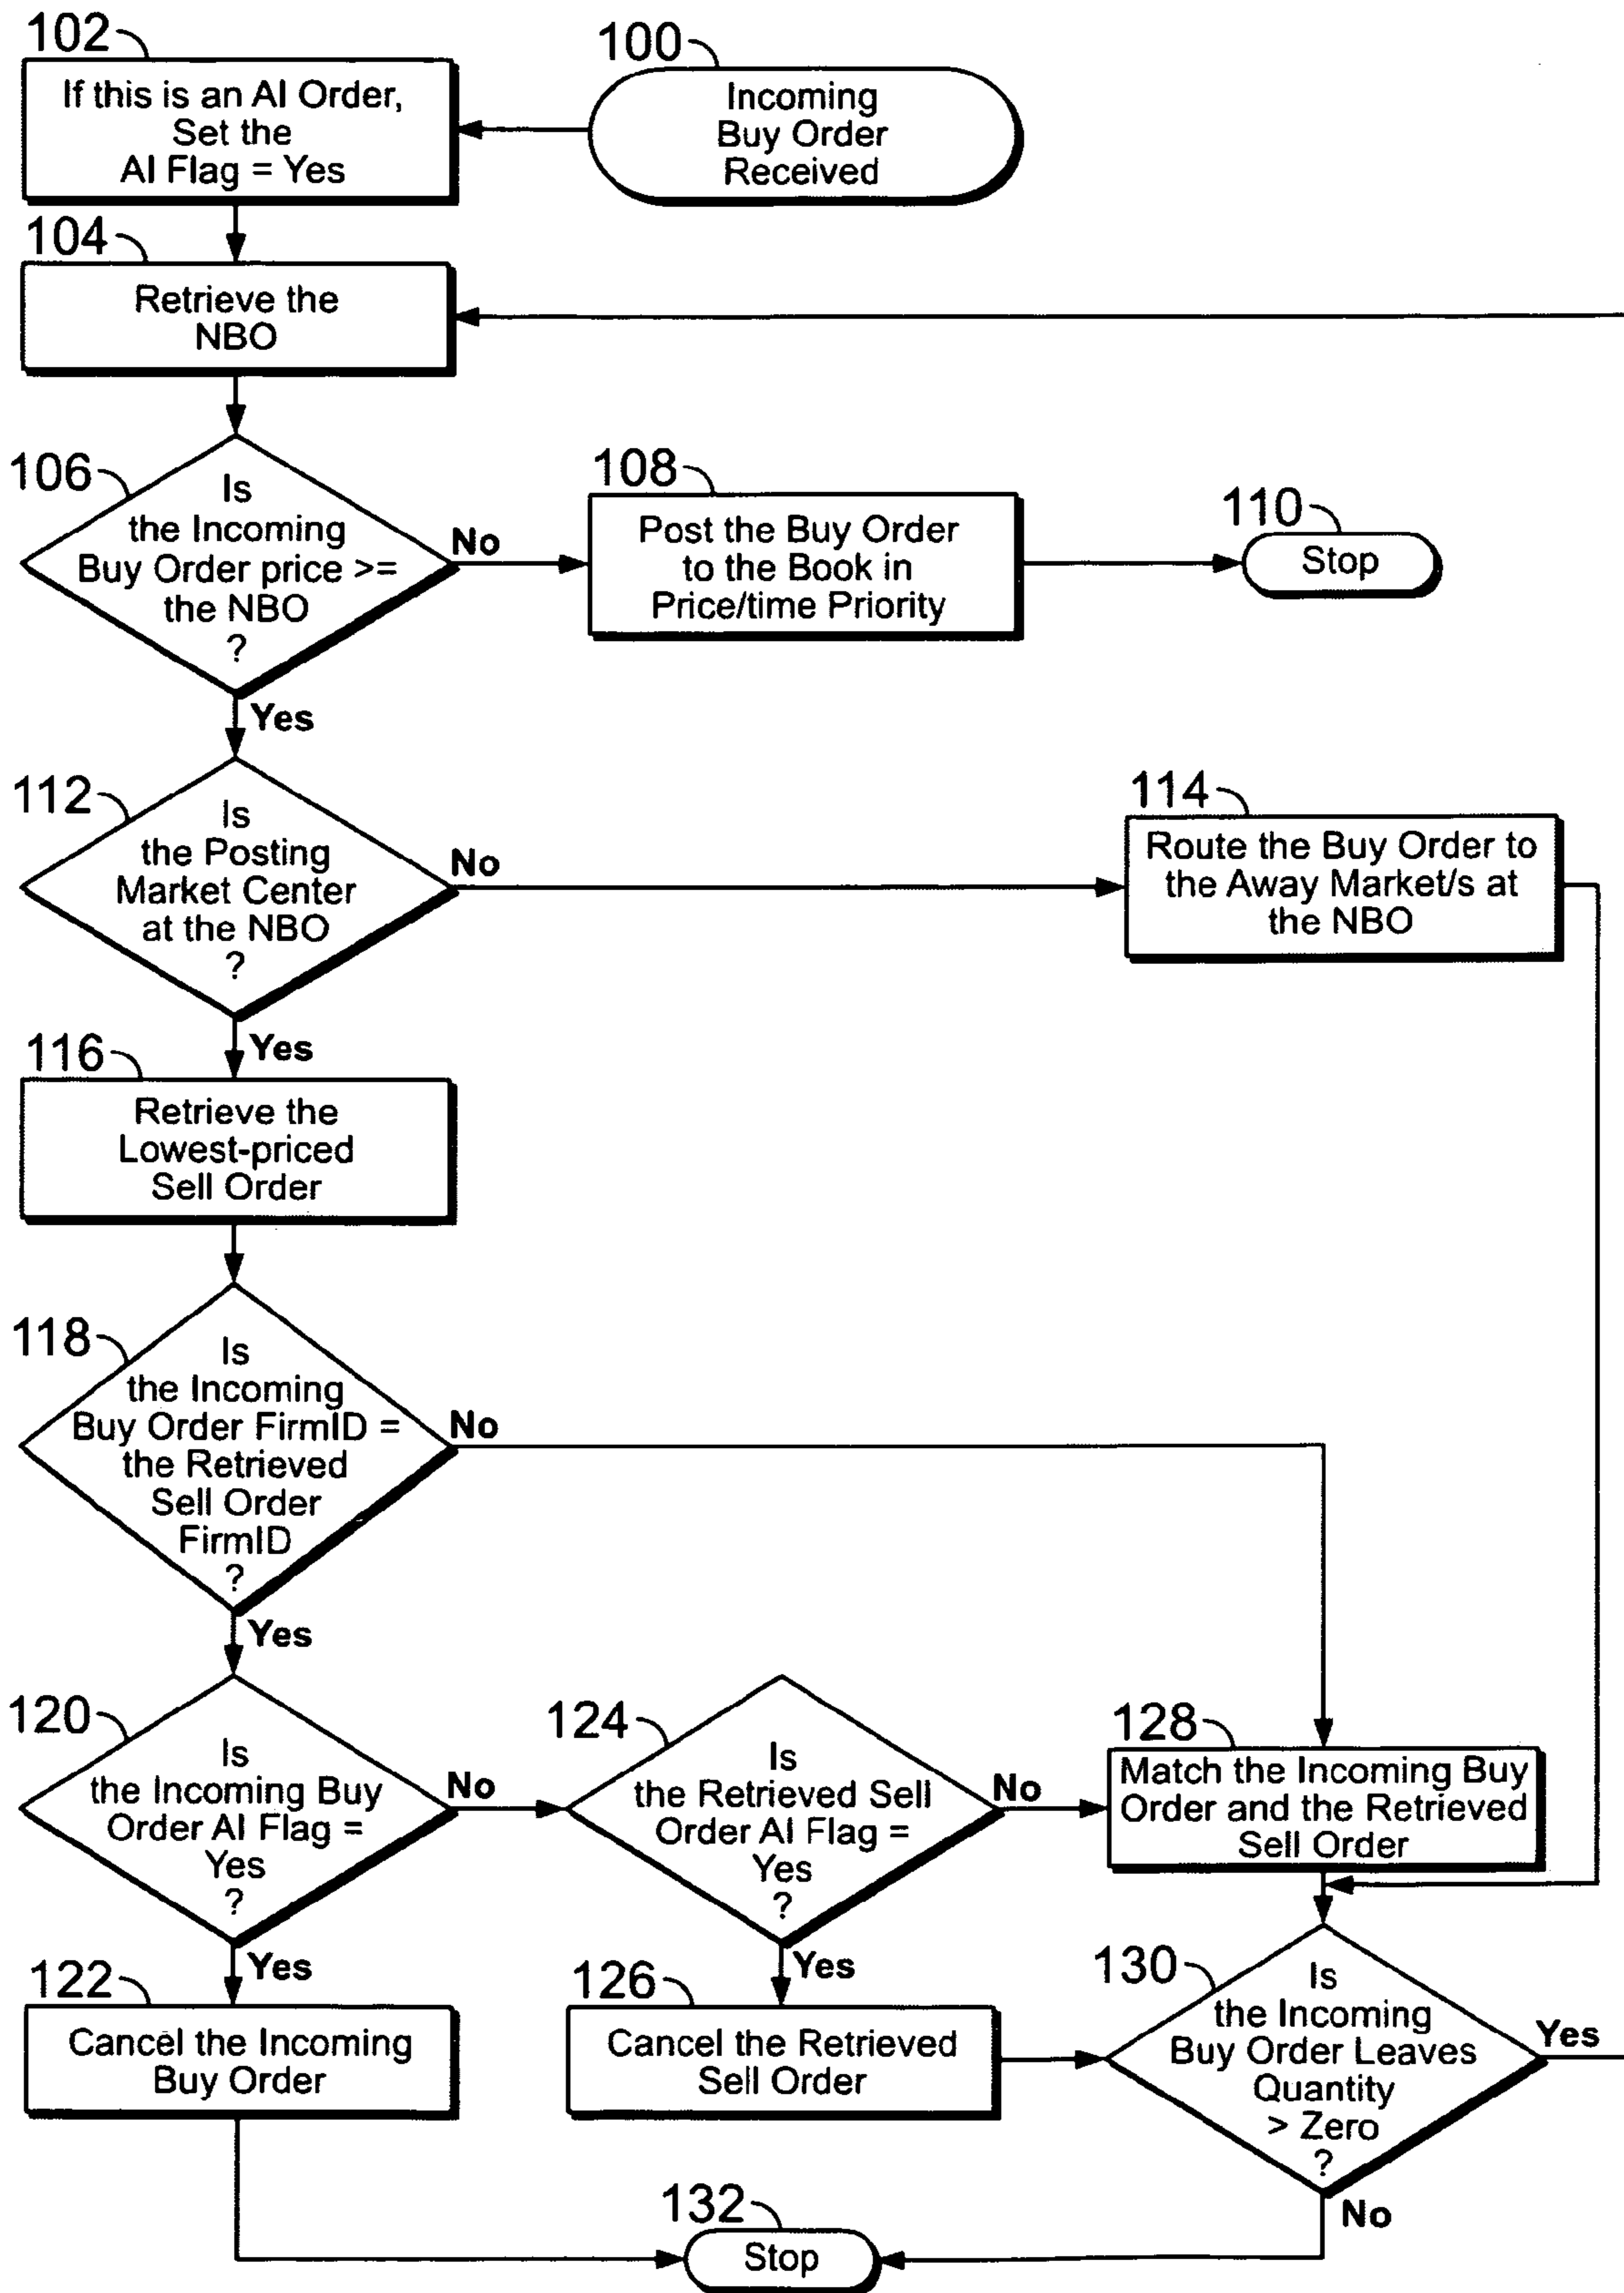 102
If this is an AI Order,
Set the
AI Flag = Yes
100
Incoming
Buy Order
Received
104
Retrieve the
NBO
106
Is
the Incoming
Buy Order price >=
the NBO
?
No
Yes
108
Post the Buy Order
to the Book in
Price/time Priority
110
Stop
112
Is
the Posting
Market Center
at the NBO
?
No
Yes
114
Route the Buy Order to
the Away Market/s at
the NBO
116
Retrieve the
Lowest-priced
Sell Order
118
Is
the Incoming
Buy Order FirmID =
the Retrieved
Sell Order
FirmID
?
No
Yes
120
Is
the Incoming Buy
Order AI Flag =
Yes
?
No
Yes
124
Is
the Retrieved Sell
Order AI Flag =
Yes
?
No
Yes
128
Match the Incoming Buy
Order and the Retrieved
Sell Order
122
Cancel the Incoming
Buy Order
126
Cancel the Retrieved
Sell Order
130
Is
the Incoming
Buy Order Leaves
Quantity
> Zero
?
Yes
No
132
Stop